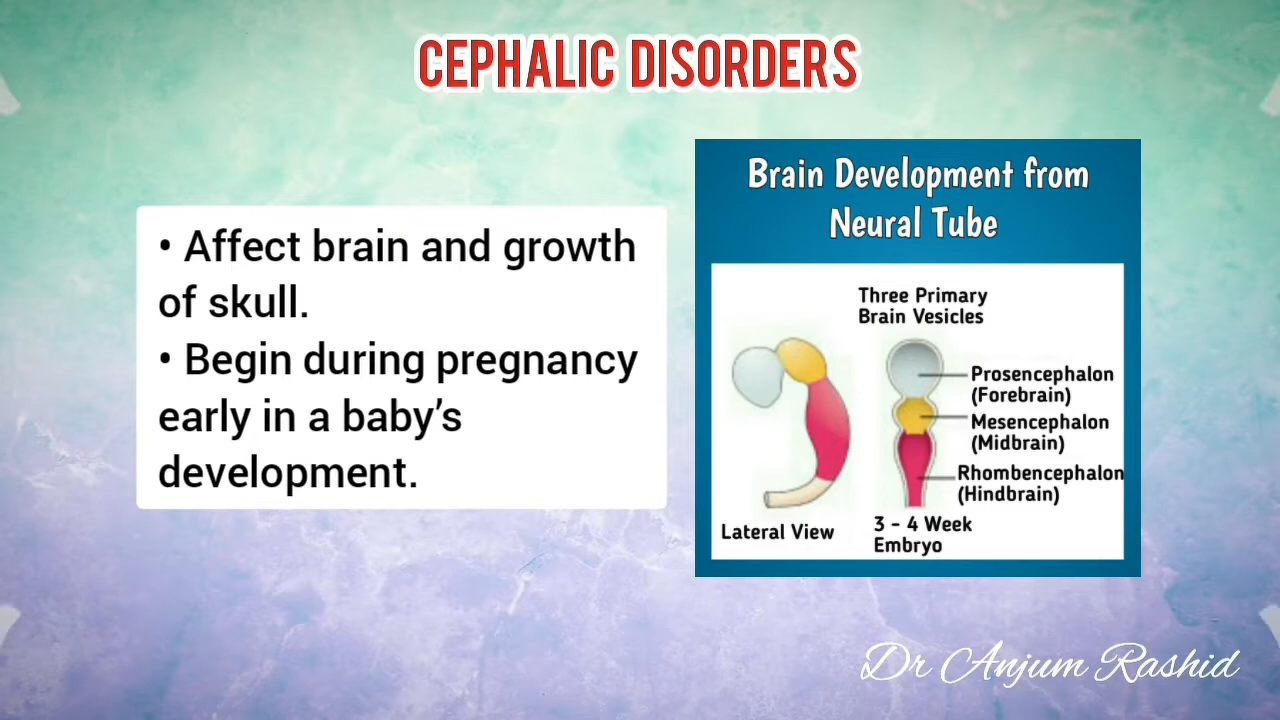 CEPHALIC DISORDERS
• Affect brain and growth
of skull.
• Begin during pregnancy
early in a baby’s
development.
Brain Development from
Neural Tube
Three Primary
Brain Vesicles
Prosencephalon
(Forebrain)
Mesencephalon
(Midbrain)
Rhombencephalon
(Hindbrain)
Lateral View
3 - 4 Week
Embryo
Dr Anjum Rashid